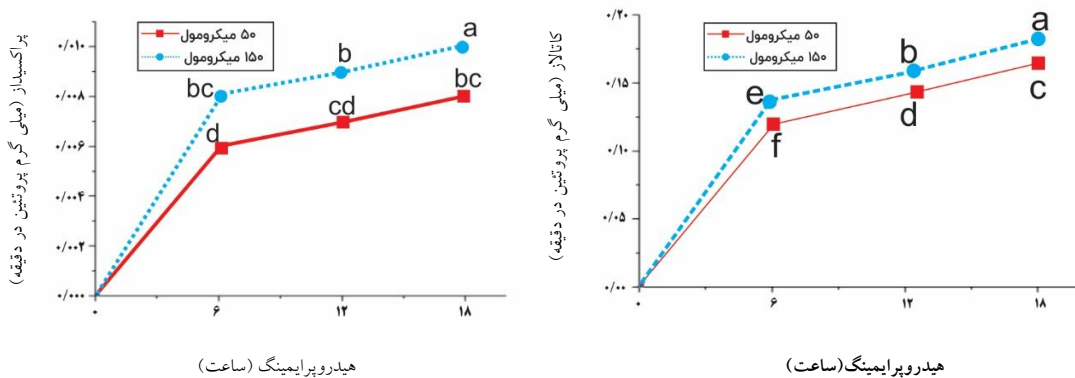 پراکسیداز (میلی گرم پروتئین در دقیقه)
۵۰ میکرومول
۱۵۰ میکرومول
۰/۰۱۰
۰/۰۰۸
۰/۰۰۶
۰/۰۰۴
۰/۰۰۲
۰/۰۰۰
bc
b
a
d
cd
bc
۰
۶
۱۲
۱۸
هیدروپرایمینگ (ساعت)
کاتالاز (میلی گرم پروتئین در دقیقه)
۵۰ میکرومول
۱۵۰ میکرومول
۰/۲۰
۰/۱۵
۰/۱۰
۰/۰۵
۰/۰۰
e
b
a
f
d
c
۰
۶
۱۲
۱۸
هیدروپرایمینگ(ساعت)